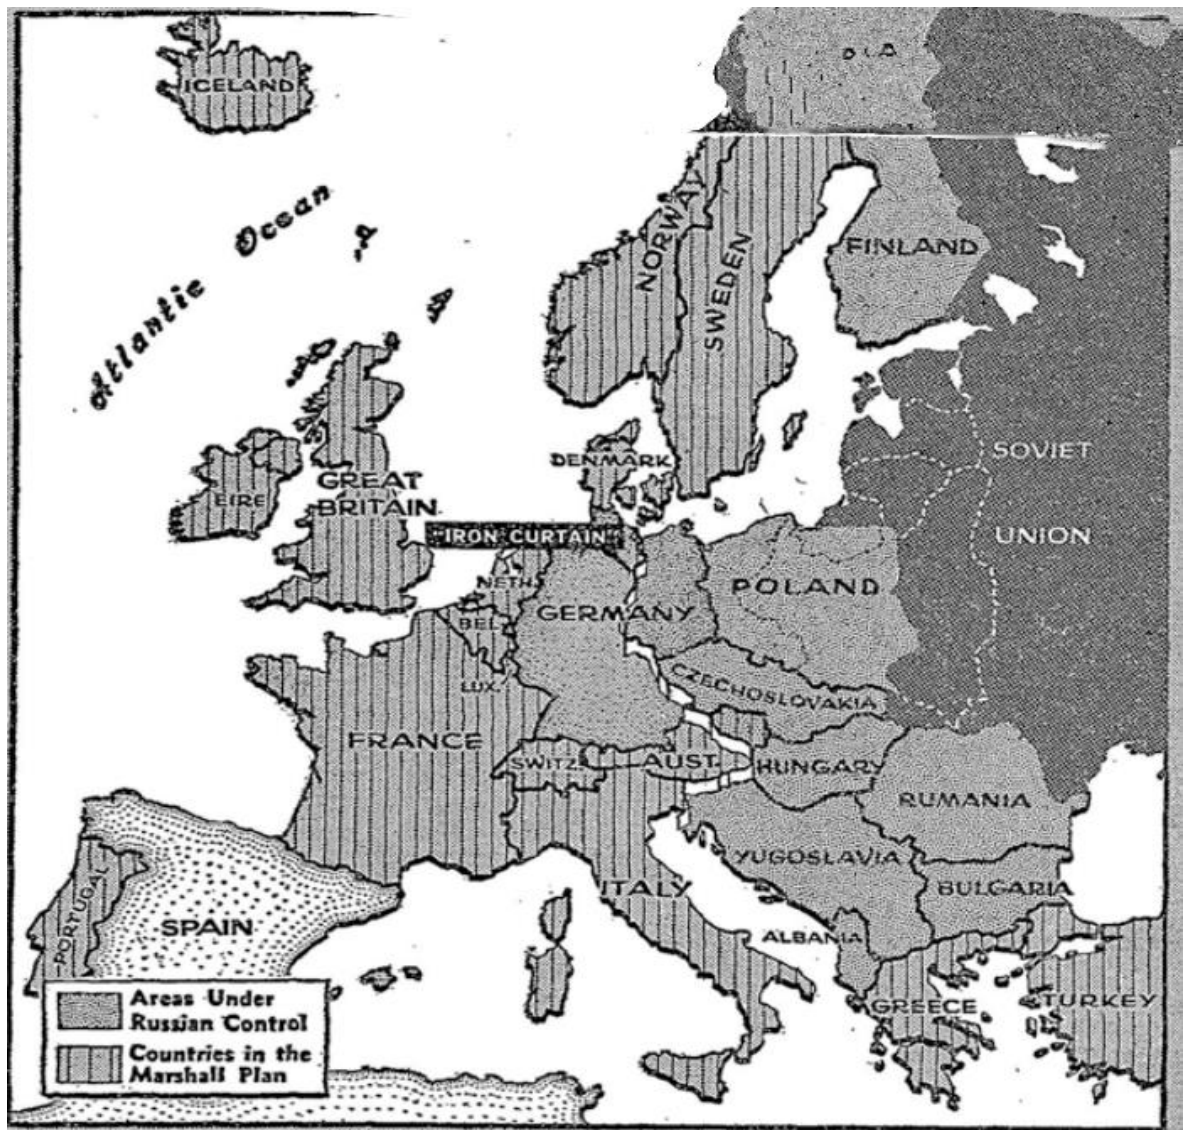 ICELAND
Atlantic Ocean
NORWAY
SWEDEN
FINLAND
DENMARK
EIRE
GREAT
BRITAIN
"IRON CURTAIN"
SOVIET
UNION
NETH.
BEL.
LUX.
GERMANY
POLAND
CZECHOSLOVAKIA
FRANCE
SWITZ.
AUST.
HUNGARY
RUMANIA
YUGOSLAVIA
BULGARIA
ITALY
ALBANIA
PORTUGAL
SPAIN
GREECE
TURKEY
Areas Under
Russian Control
Countries in the
Marshall Plan